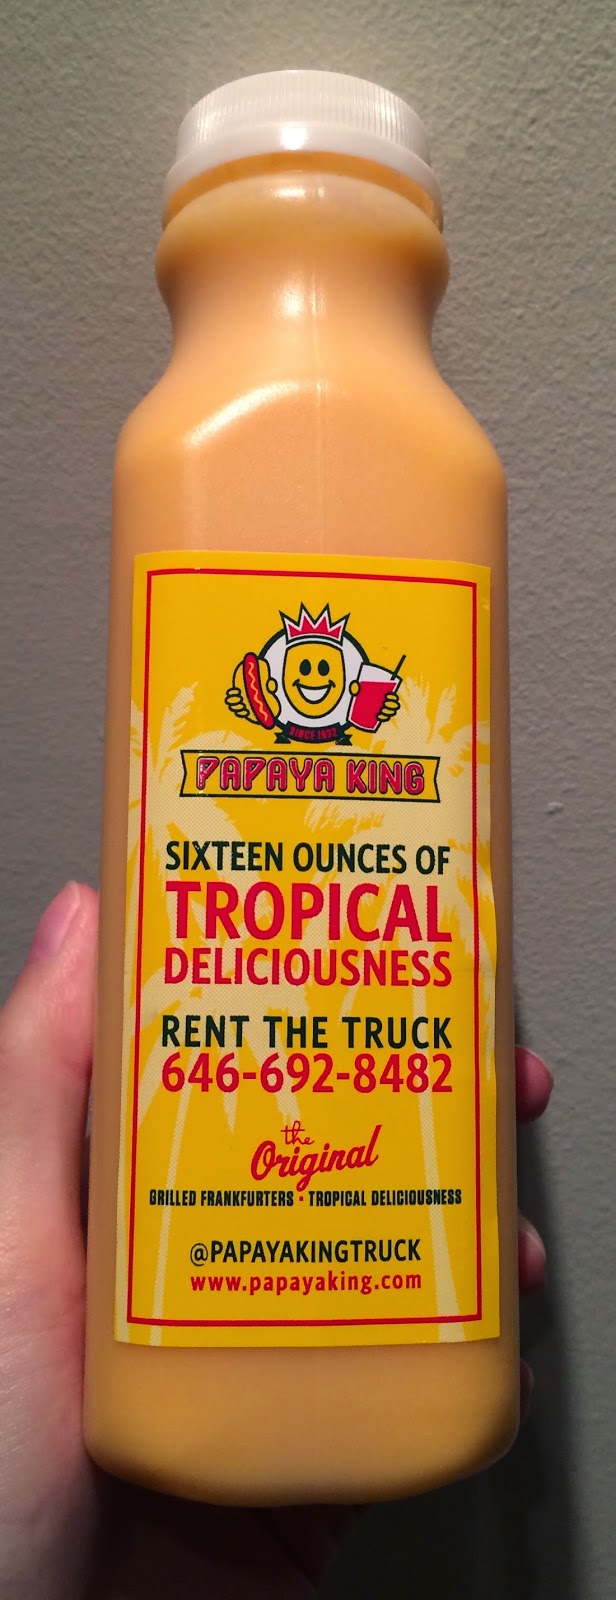 SINCE 1932
PAPAYA KING
SIXTEEN OUNCES OF
TROPICAL
DELICIOUSNESS
RENT THE TRUCK
646-692-8482
the
Original
GRILLED FRANKFURTERS · TROPICAL DELICIOUSNESS
@PAPAYAKINGTRUCK
www.papayaking.com